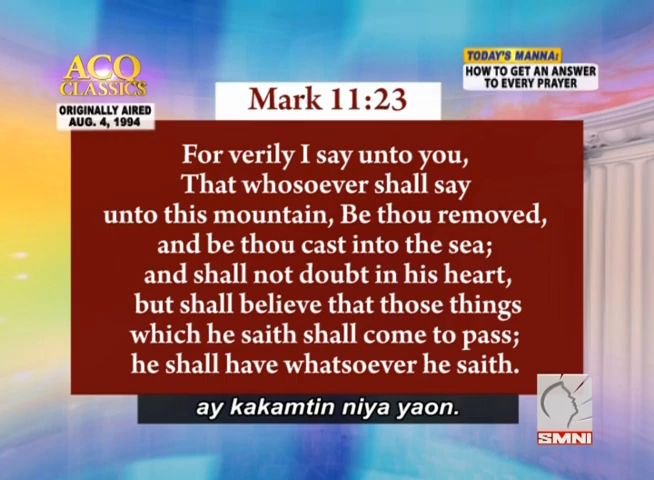 ACQ
CLASSICS
ORIGINALLY AIRED
AUG. 4, 1994
TODAY'S MANNA:
HOW TO GET AN ANSWER
TO EVERY PRAYER
Mark 11:23
For verily I say unto you,
That whosoever shall say
unto this mountain, Be thou removed,
and be thou cast into the sea;
and shall not doubt in his heart,
but shall believe that those things
which he saith shall come to pass;
he shall have whatsoever he saith.
ay kakamtin niya yaon.
SMNI